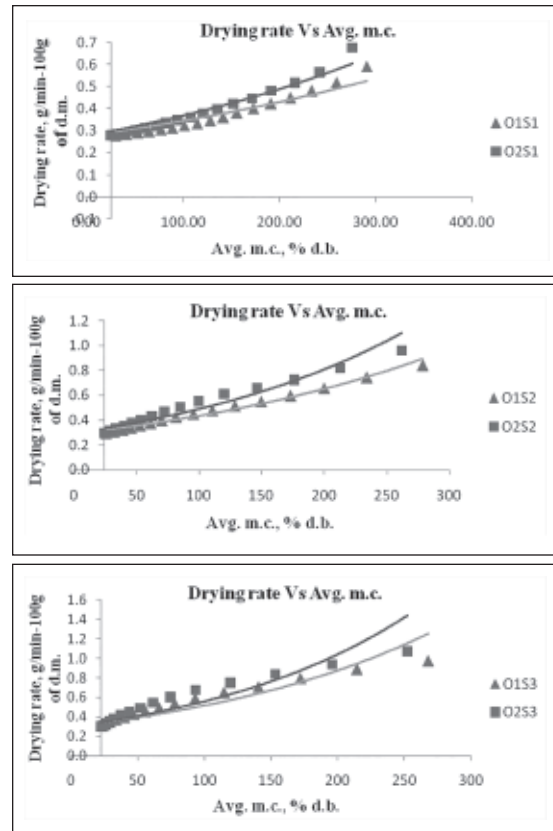 Drying rate Vs Avg. m.c.
Drying rate, g/min-100g
of d.m.
0.7
0.6
0.5
0.4
0.3
0.2
0.1
0.0
-0.1
0.00
100.00
200.00
300.00
400.00
O1S1
O2S1
Avg. m.c., % d.b.
Drying rate Vs Avg. m.c.
Drying rate, g/min-100g
of d.m.
1.2
1.0
0.8
0.6
0.4
0.2
0.0
0
50
100
150
200
250
300
O1S2
O2S2
Avg. m.c., % d.b.
Drying rate Vs Avg. m.c.
Drying rate, g/min-100g
of d.m.
1.6
1.4
1.2
1.0
0.8
0.6
0.4
0.2
0.0
0
50
100
150
200
250
300
O1S3
O2S3
Avg. m.c., % d.b.